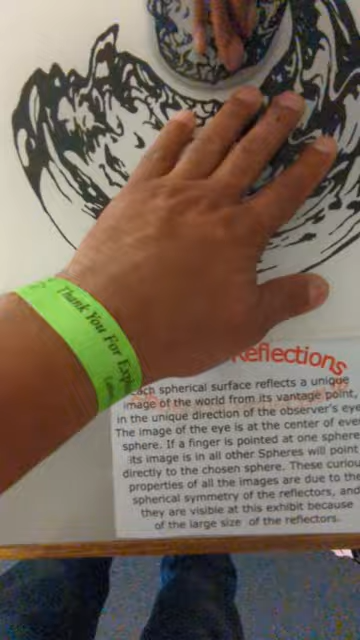 Thank You For Exp
Reflections
Each spherical surface reflects a unique
image of the world from its vantage point,
in the unique direction of the observer's eye
The image of the eye is at the center of ever
sphere. If a finger is pointed at one sphere
its image is in all other Spheres will point
directly to the chosen sphere. These curiou
properties of all the images are due to the
spherical symmetry of the reflectors, and
they are visible at this exhibit because
of the large size of the reflectors.